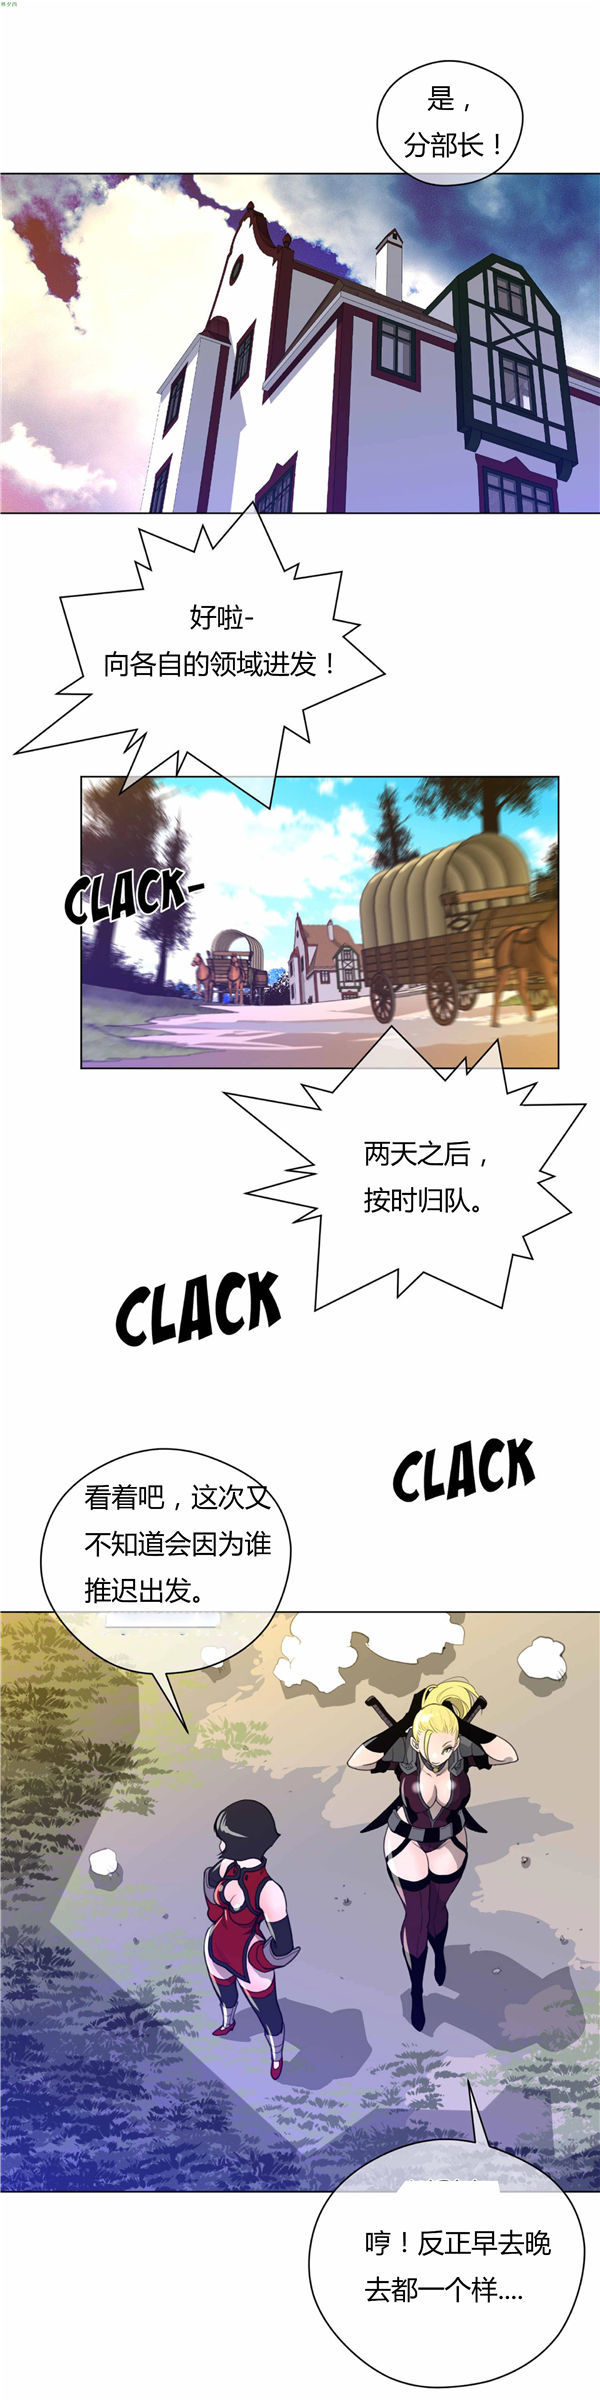 是，
分部长！
好啦-
向各自的领域进发！
CLACK-
两天之后，
按时归队。
CLACK
CLACK
看着吧，这次又
不知道会因为谁
推迟出发。
哼！反正早去晚
去都一个样....